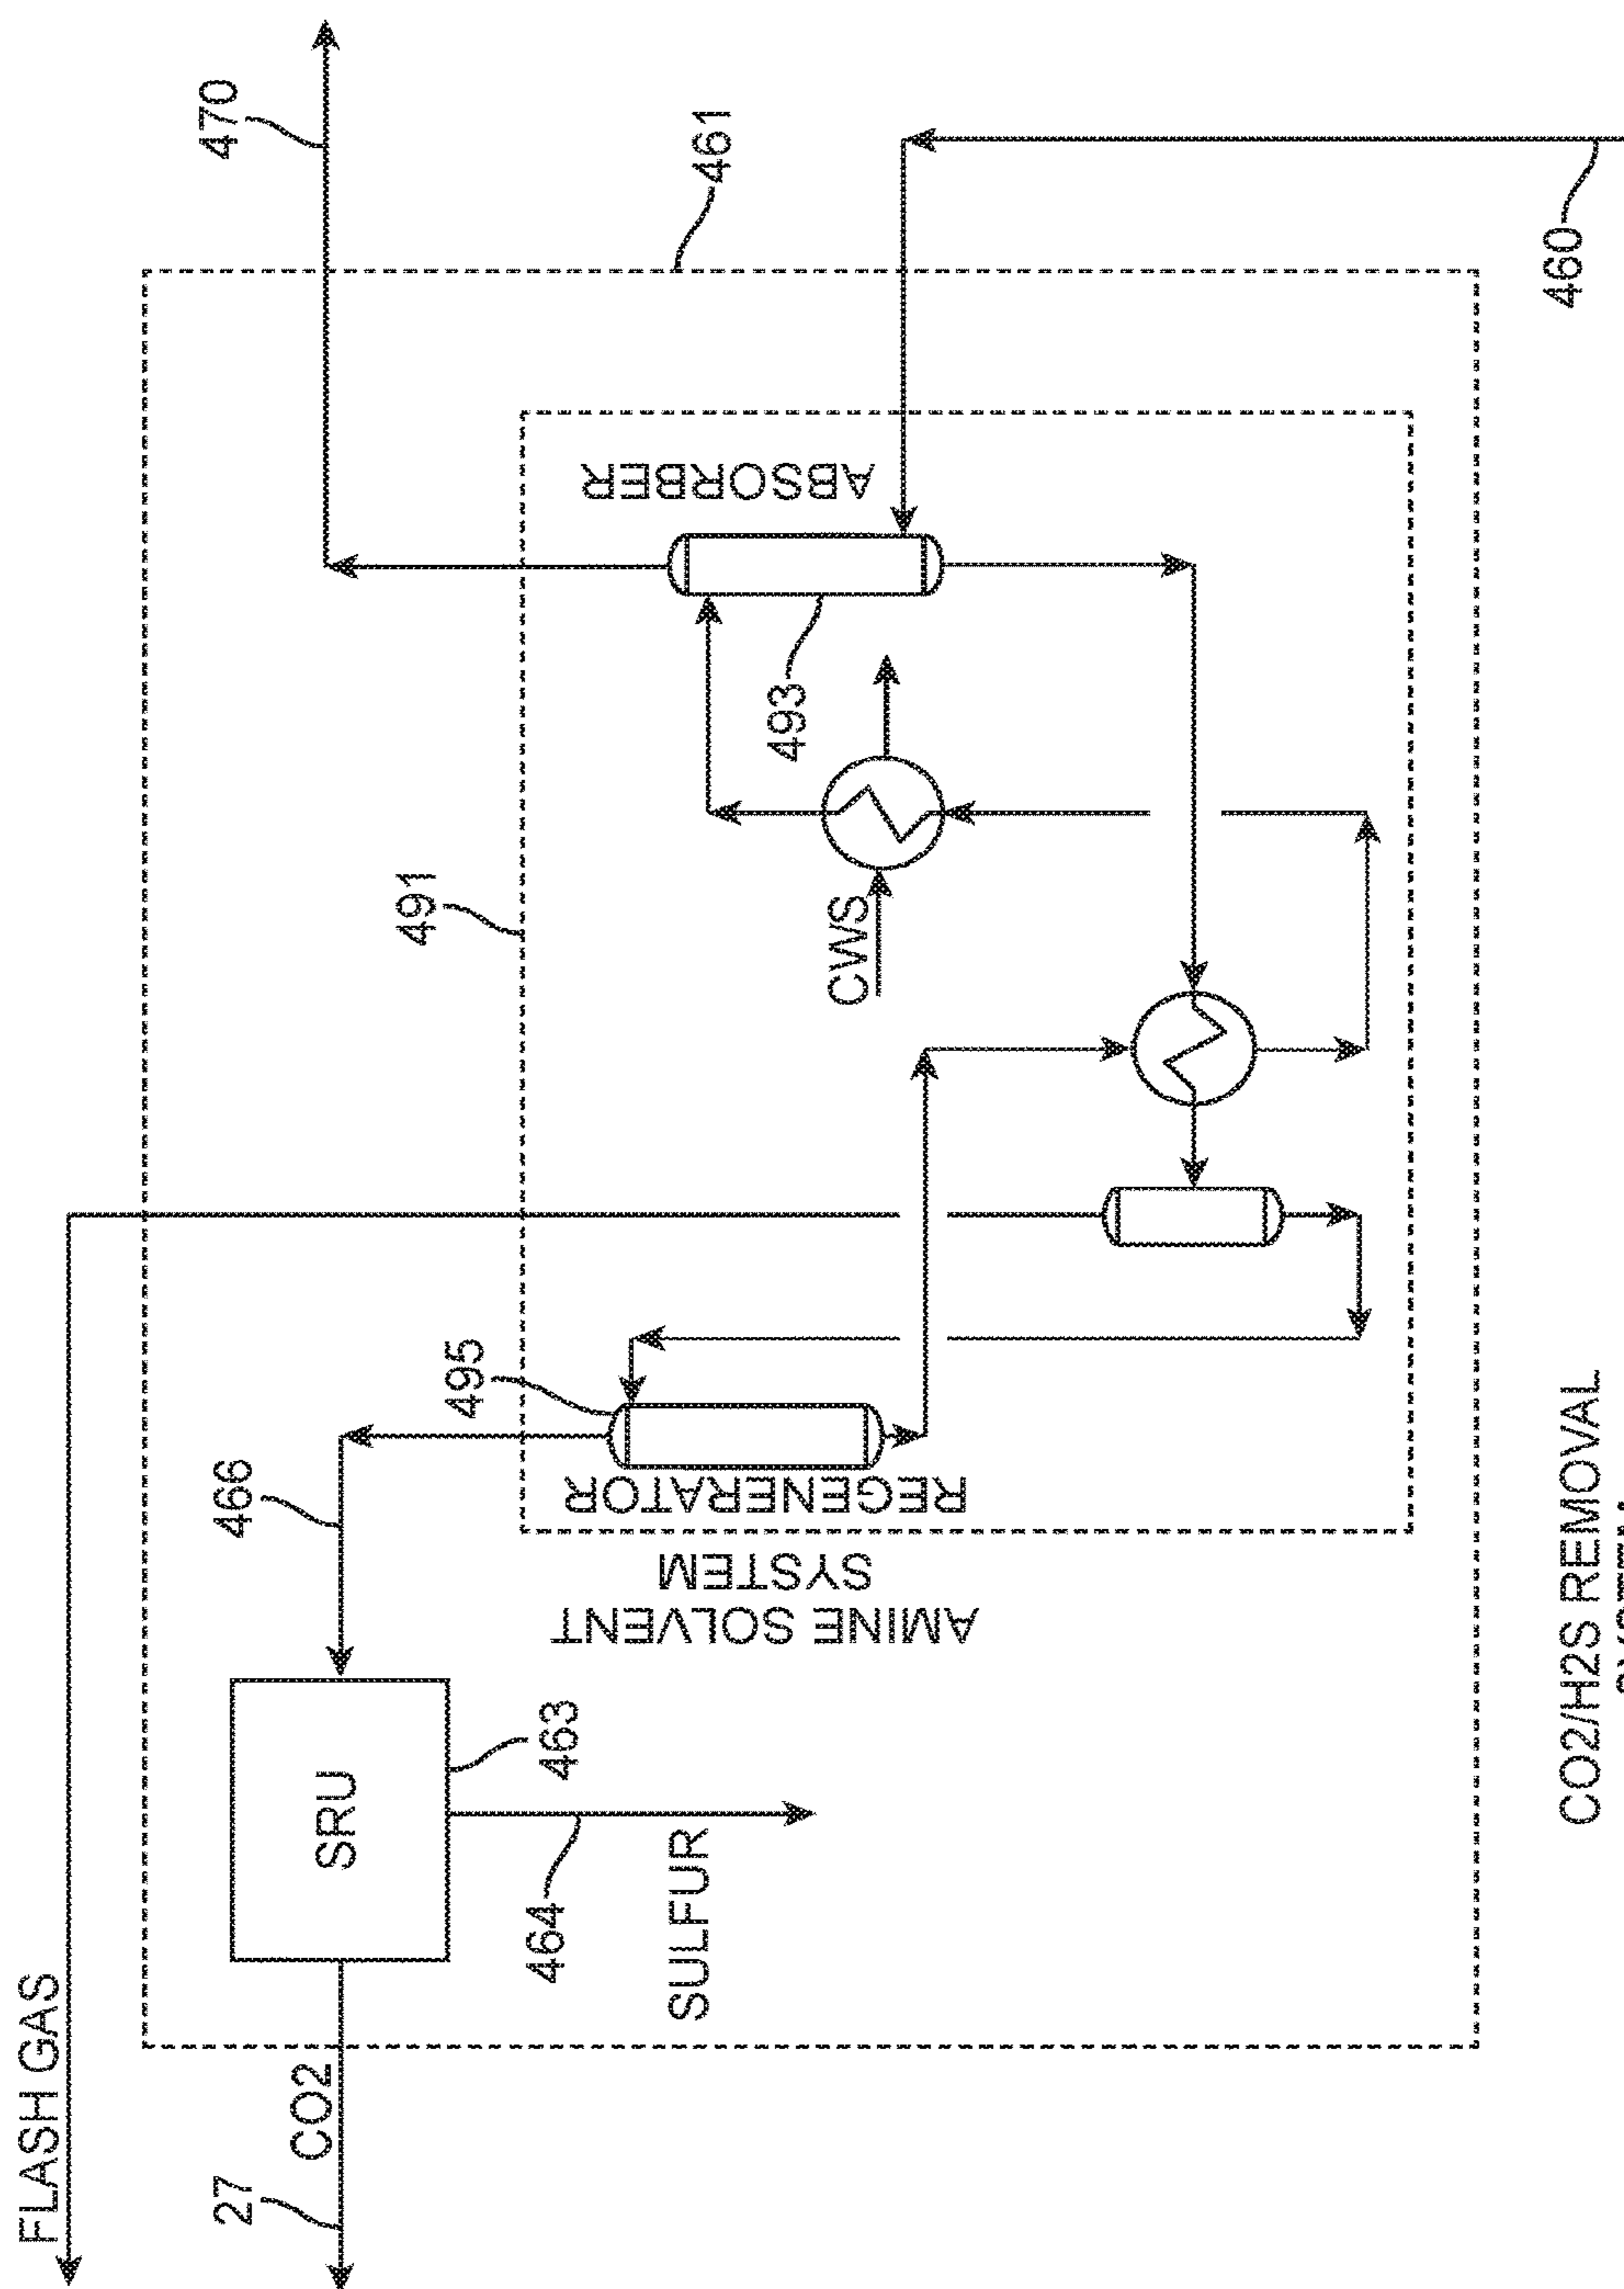 FLASH GAS
27
466
470
CO2
SRU
491
495
464
463
SULFUR
AMINE SOLVENT
SYSTEM
REGENERATOR
ABSORBER
461
493
CWS
460
CO2/H2S REMOVAL